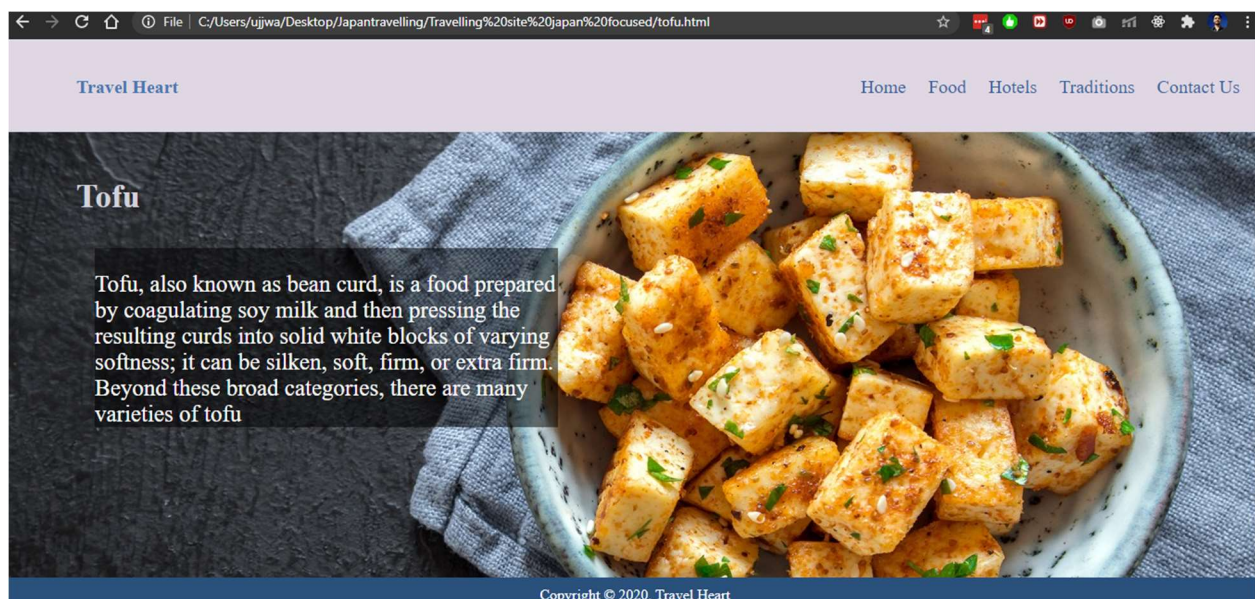 File | C:/Users/ujjwa/Desktop/Japantravelling/Travelling%20site%20japan%20focused/tofu.html
4
UD
Travel Heart
Home Food Hotels Traditions Contact Us
Tofu
Tofu, also known as bean curd, is a food prepared
by coagulating soy milk and then pressing the
resulting curds into solid white blocks of varying
softness; it can be silken, soft, firm, or extra firm.
Beyond these broad categories, there are many
varieties of tofu
Copyright © 2020, Travel Heart